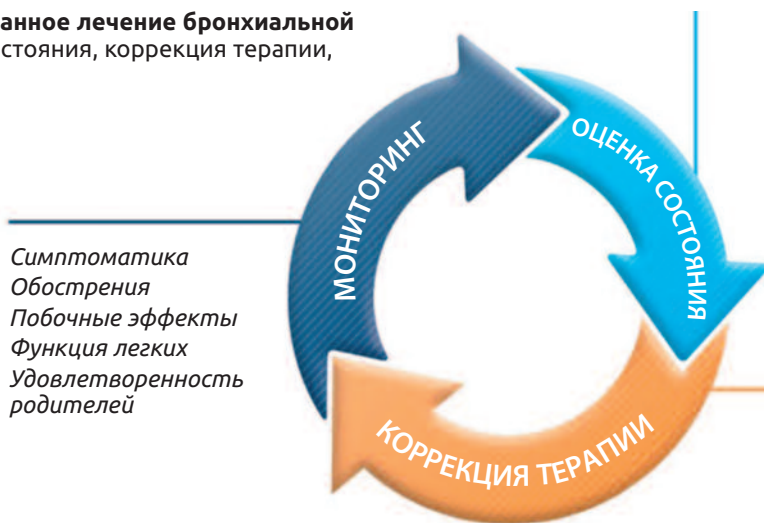 анное лечение бронхиальной
стояния, коррекция терапии,
МОНИТОРИНГ
ОЦЕНКА СОСТОЯНИЯ
Симптоматика
Обострения
Побочные эффекты
Функция легких
Удовлетворенность
родителей
КОРРЕКЦИЯ ТЕРАПИИ